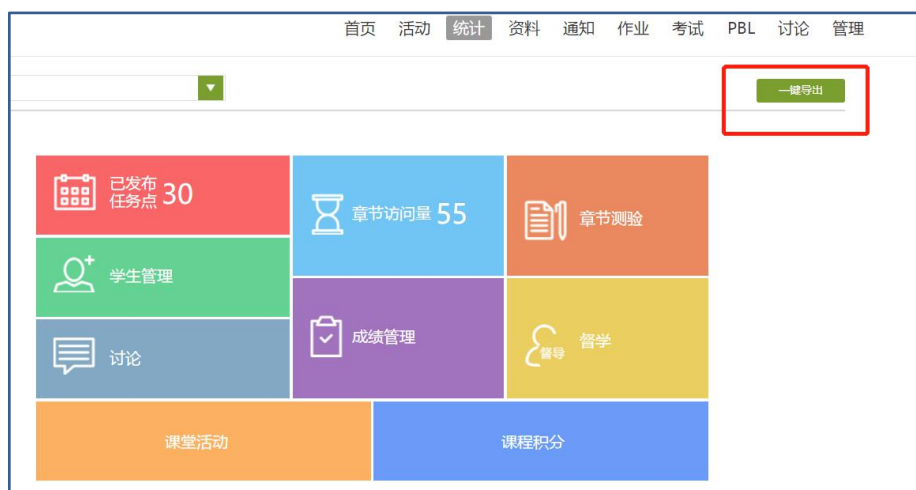 首页 活动 统计 资料 通知 作业 考试 PBL 讨论 管理
一键导出
已发布
任务点 30
章节访问量 55
章节测验
学生管理
成绩管理
督导 督学
讨论
课堂活动
课程积分